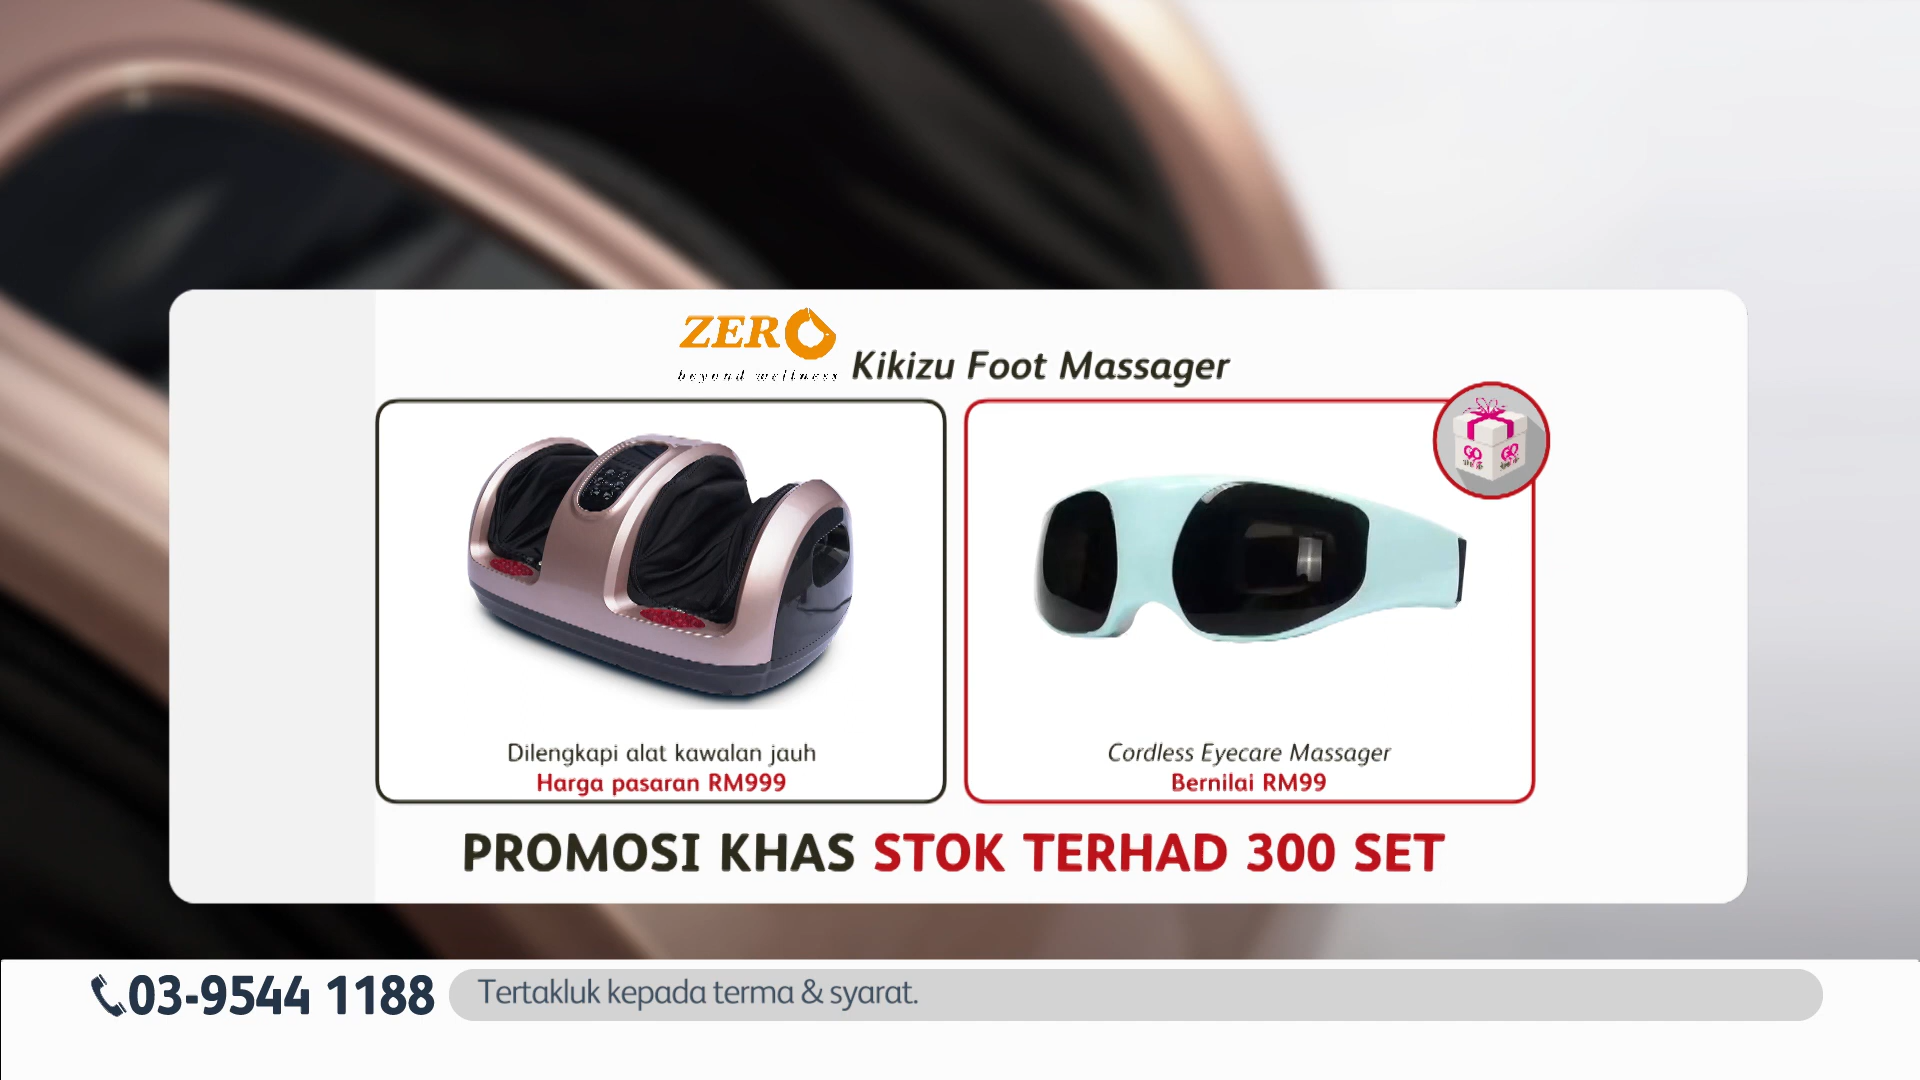 ZERO
beyond wellness
Kikizu Foot Massager
Dilengkapi alat kawalan jauh
Harga pasaran RM999
Cordless Eyecare Massager
Bernilai RM99
PROMOSI KHAS STOK TERHAD 300 SET
03-9544 1188
Tertakluk kepada terma & syarat.